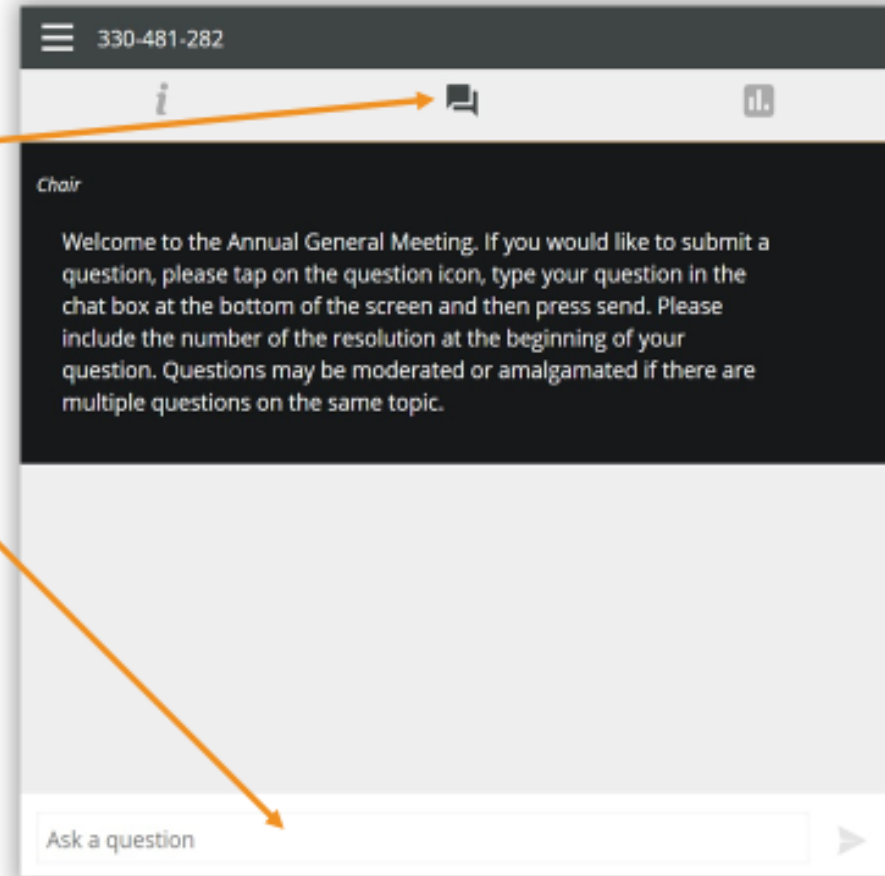 330-481-282
Chair
Welcome to the Annual General Meeting. If you would like to submit a
question, please tap on the question icon, type your question in the
chat box at the bottom of the screen and then press send. Please
include the number of the resolution at the beginning of your
question. Questions may be moderated or amalgamated if there are
multiple questions on the same topic.
Ask a question